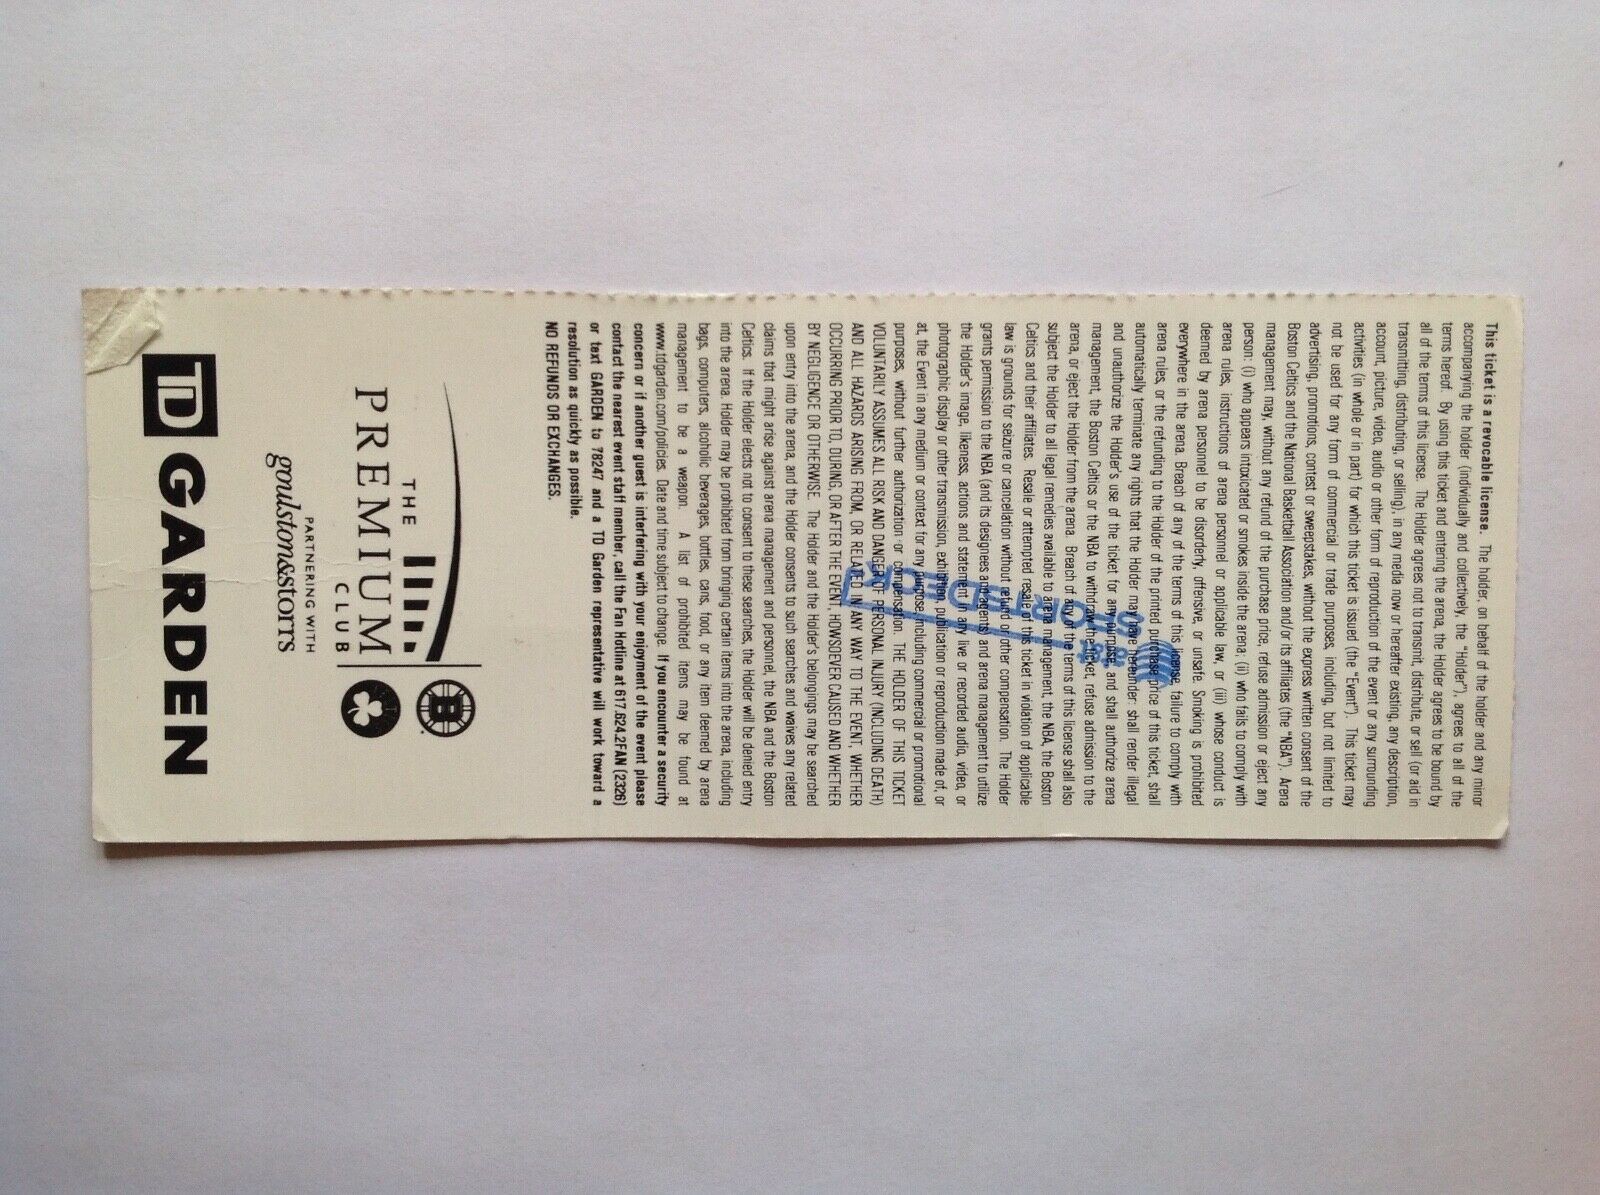 This ticket is a revocable license. The holder, on behalf of the holder and any minor
accompanying the holder (individually and collectively, the "Holder"), agrees to all of the
terms hereof. By using this ticket and entering the arena, the Holder agrees to be bound by
all of the terms of this license. The Holder agrees not to transmit, distribute, or sell (or aid in
transmitting, distributing, or selling), in any media now or hereafter existing, any description,
account, picture, video, audio or other form of reproduction of the event or any surrounding
activities (in whole or in part) for which this ticket is issued (the "Event"). This ticket may
not be used for any form of commercial or trade purposes, including, but not limited to
advertising, promotions, contest or sweepstakes, without the express written consent of the
Boston Celtics and the National Basketball Association and/or its affiliates (the "NBA"). Arena
management may, without any refund of the purchase price, refuse admission or eject any
person: (i) who appears intoxicated or smokes inside the arena; (ii) who fails to comply with
arena rules, instructions of arena personnel or applicable law, or (iii) whose conduct is
deemed by arena personnel to be disorderly, offensive, or unsafe. Smoking is prohibited
everywhere in the arena. Breach of any of the terms of this license, failure to comply with
arena rules, or the refunding to the Holder of the printed purchase price of this ticket, shall
automatically terminate any rights that the Holder may have hereunder: shall render illegal
and unauthorize the Holder's use of the ticket for any purpose, and shall authorize arena
management, the Boston Celtics or the NBA to withdraw the ticket, refuse admission to the
arena, or eject the Holder from the arena. Breach of any of the terms of this license shall also
subject the Holder to all legal remedies available to arena management, the NBA, the Boston
Celtics and their affiliates. Resale or attempted resale of this ticket in violation of applicable
law is grounds for seizure or cancellation without refund or other compensation. The Holder
grants permission to the NBA (and its designees and agents) and arena management to utilize
the Holder's image, likeness, actions and statement in any live or recorded audio, video, or
photographic display or other transmission, exhibition, publication or reproduction made of, or
at, the Event in any medium or context for any purpose, including commercial or promotional
purposes, without further authorization or compensation. THE HOLDER OF THIS TICKET
VOLUNTARILY ASSUMES ALL RISK AND DANGER OF PERSONAL INJURY (INCLUDING DEATH)
AND ALL HAZARDS ARISING FROM, OR RELATED IN ANY WAY TO THE EVENT, WHETHER
OCCURRING PRIOR TO, DURING, OR AFTER THE EVENT, HOWSOEVER CAUSED AND WHETHER
BY NEGLIGENCE OR OTHERWISE. The Holder and the Holder's belongings may be searched
upon entry into the arena, and the Holder consents to such searches and waives any related
claims that might arise against arena management and personnel, the NBA and the Boston
Celtics. If the Holder elects not to consent to these searches, the Holder will be denied entry
into the arena. Holder may be prohibited from bringing certain items into the arena, including
bags, computers, alcoholic beverages, bottles, cans, food, or any item deemed by arena
management to be a weapon. A list of prohibited items may be found at
www.tdgarden.com/policies. Date and time subject to change. If you encounter a security
concern or if another guest is interfering with your enjoyment of the event please
contact the nearest event staff member, call the Fan Hotline at 617.624.2FAN (2326)
or text GARDEN to 78247 and a TD Garden representative will work toward a
resolution as quickly as possible.
NO REFUNDS OR EXCHANGES.
THE
PREMIUM
CLUB
B
PARTNERING WITH
goulston&storrs
TD GARDEN